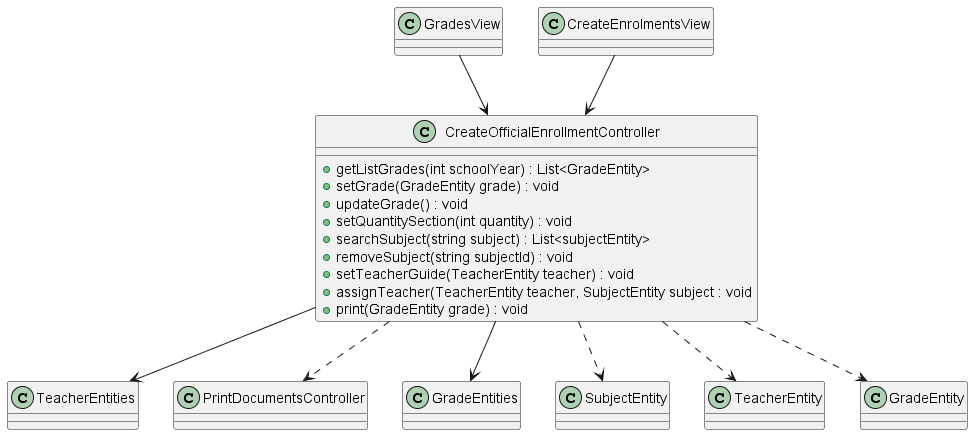 C GradesView
C CreateEnrolmentsView
C CreateOfficialEnrollmentController
getListGrades(int schoolYear) : List<GradeEntity>
setGrade(GradeEntity grade) : void
updateGrade() : void
setQuantitySection(int quantity) : void
searchSubject(string subject) : List<subjectEntity>
removeSubject(string subjectId) : void
setTeacherGuide(TeacherEntity teacher) : void
assignTeacher(TeacherEntity teacher, SubjectEntity subject : void
print(GradeEntity grade) : void
C TeacherEntities
C PrintDocumentsController
C GradeEntities
C SubjectEntity
C TeacherEntity
C GradeEntity